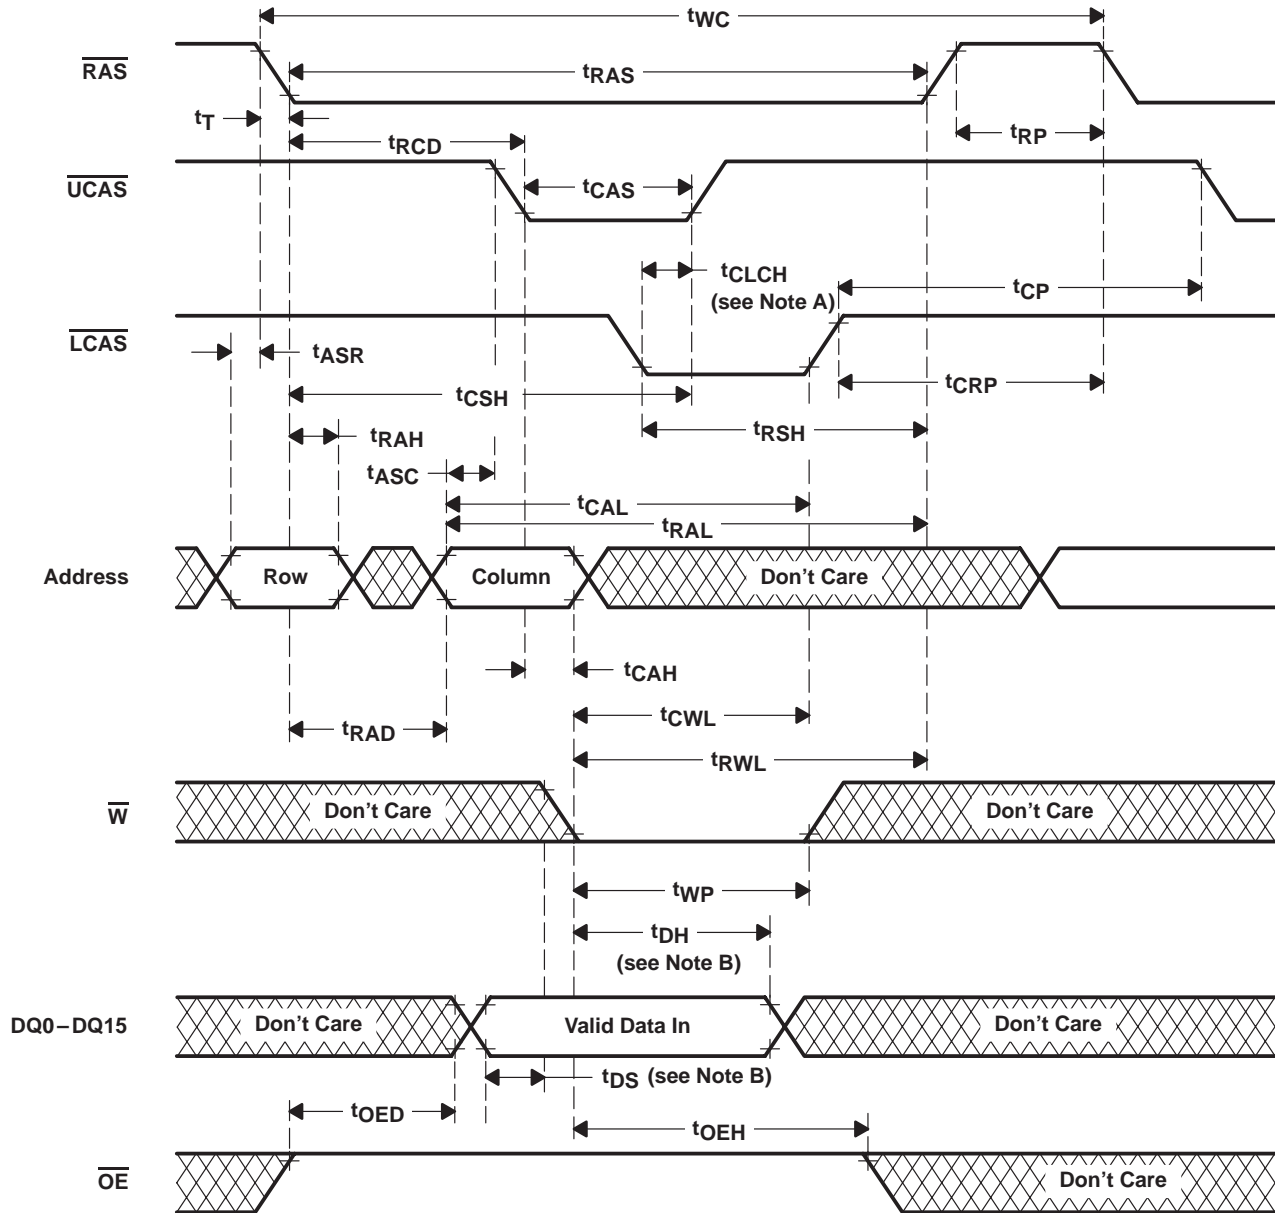 tWC
RAS
tRAS
tT
tRCD
tRP
UCAS
tCAS
tCLCH
(see Note A)
tCP
LCAS
tASR
tCSH
tCRP
tRAH
tRSH
tASC
tCAL
tRAL
Address
Row
Column
Don't Care
tCAH
tCWL
tRAD
tRWL
W
Don't Care
Don't Care
tWP
tDH
(see Note B)
DQ0–DQ15
Don't Care
Valid Data In
Don't Care
tDS (see Note B)
tOED
tOEH
OE
Don't Care